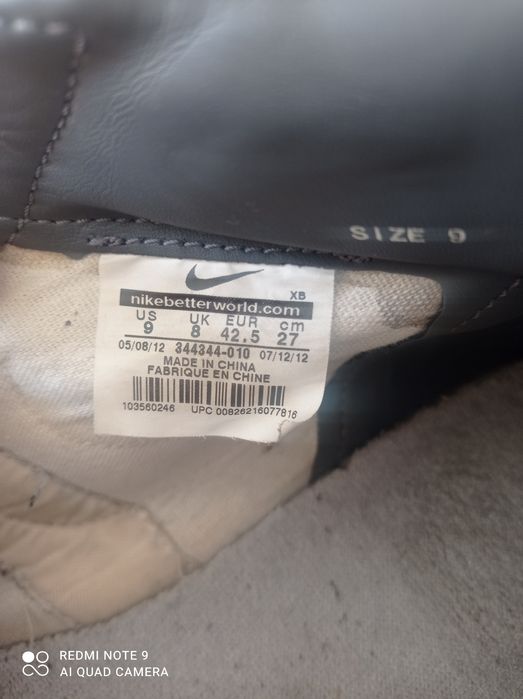 SIZE 9
XB
nikebetterworld.com
US UK EUR cm
9 8 42.5 27
05/08/12 344344-010 07/12/12
MADE IN CHINA
FABRIQUE EN CHINE
103560246 UPC 00826216077816
REDMI NOTE 9
AI QUAD CAMERA